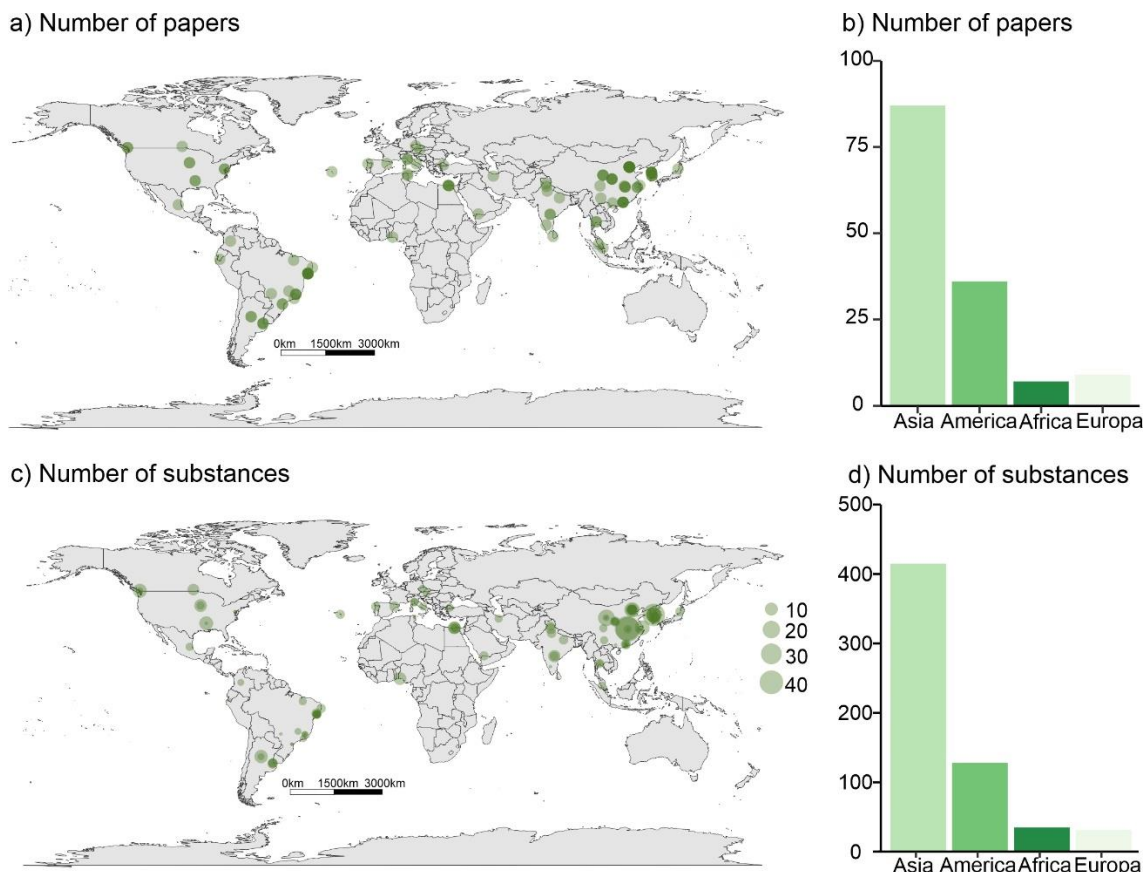 a) Number of papers
0km 1500km 3000km
b) Number of papers
100
75
50
25
0
Asia América Africa Europa
c) Number of substances
0km 1500km 3000km
10
20
30
40
d) Number of substances
500
400
300
200
100
0
Asia América Africa Europa